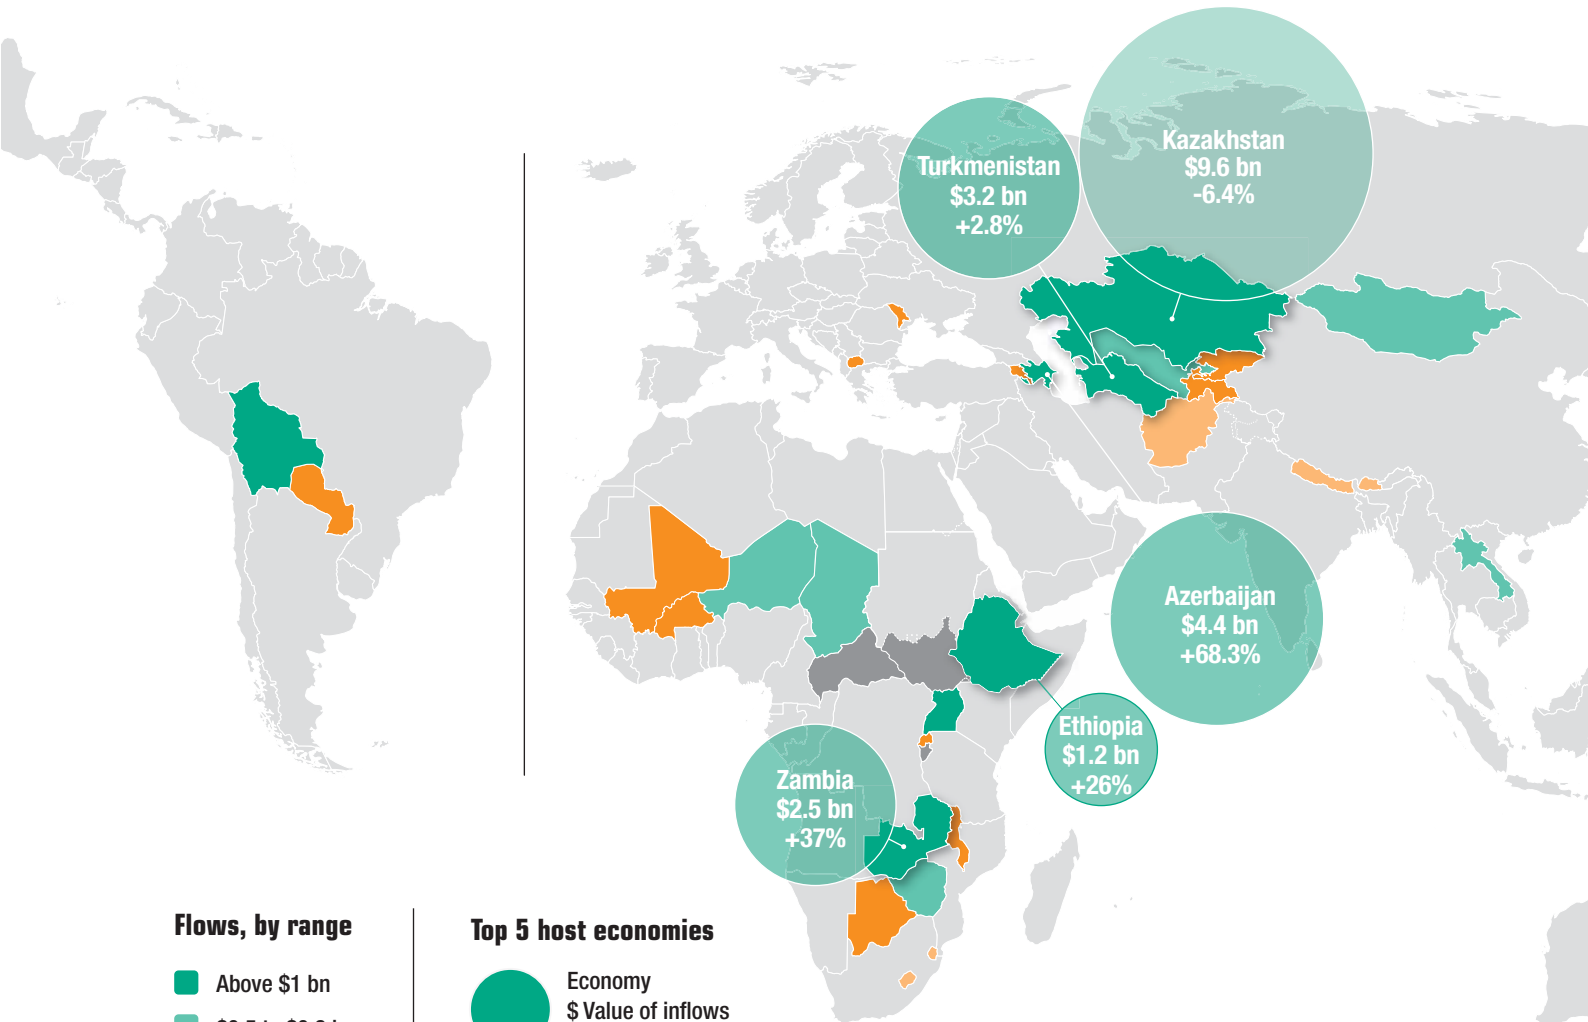 Kazakhstan
$9.6 bn
-6.4%
Turkmenistan
$3.2 bn
+2.8%
Azerbaijan
$4.4 bn
+68.3%
Ethiopia
$1.2 bn
+26%
Zambia
$2.5 bn
+37%
Flows, by range
Above $1 bn
Top 5 host economies
Economy
$ Value of inflows